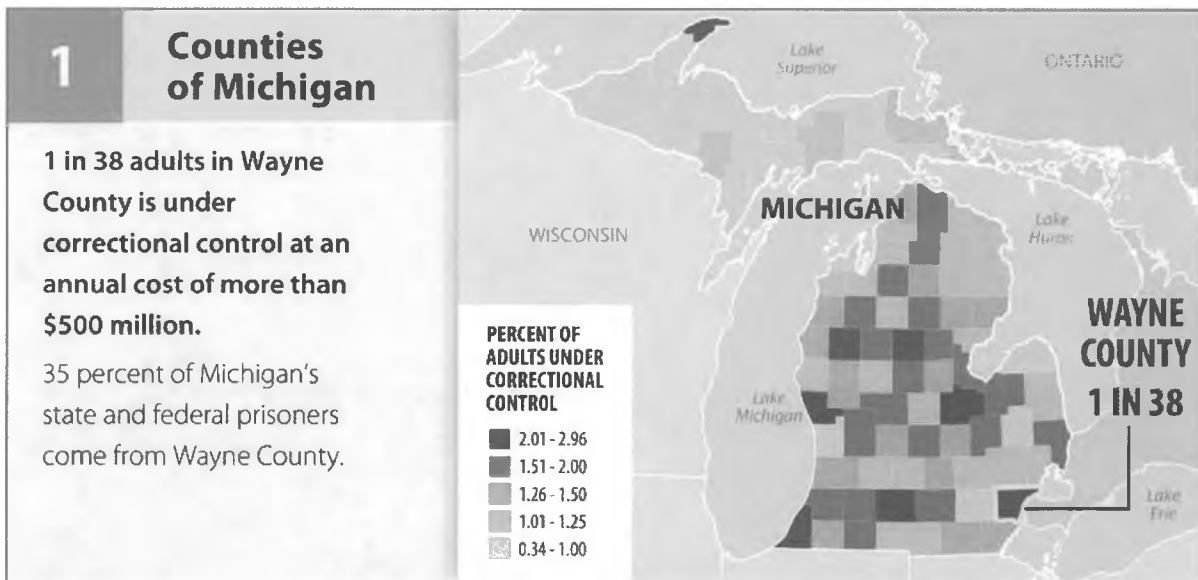 1
Counties
of Michigan
1 in 38 adults in Wayne
County is under
correctional control at an
annual cost of more than
$500 million.
35 percent of Michigan's
state and federal prisoners
come from Wayne County.
Lake
Superior
ONTARIO
MICHIGAN
WISCONSIN
Lake
Huron
WAYNE
COUNTY
1 IN 38
Lake
Michigan
Lake
Erie
PERCENT OF
ADULTS UNDER
CORRECTIONAL
CONTROL
2.01 - 2.96
1.51 - 2.00
1.26 - 1.50
1.01 - 1.25
0.34 - 1.00